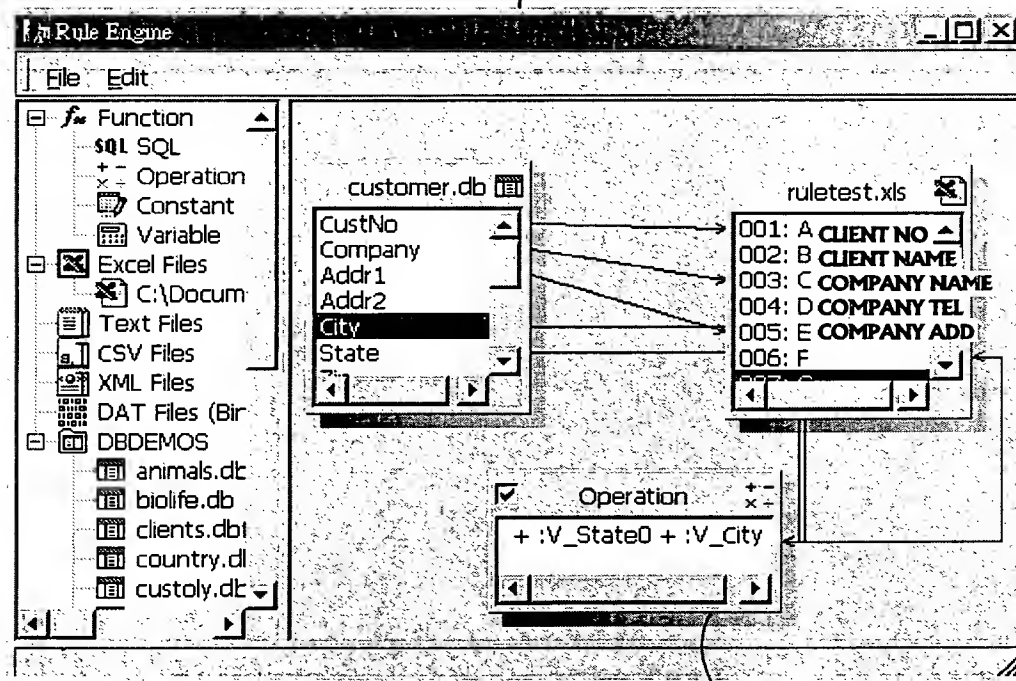 Rule Engine
File Edit
Function
SQL SQL
Operation
Constant
Variable
Excel Files
C:\Docum
Text Files
CSV Files
XML Files
DAT Files (Bir
DBDEMOS
animals.db
biolife.db
clients.dbf
country.d
custoly.db
customer.db
CustNo
Company
Addr1
Addr2
City
State
ruletest.xls
001: A CLIENT NO
002: B CLIENT NAME
003: C COMPANY NAME
004: D COMPANY TEL
005: E COMPANY ADD
006: F
Operation
+ :V_State0 + :V_City